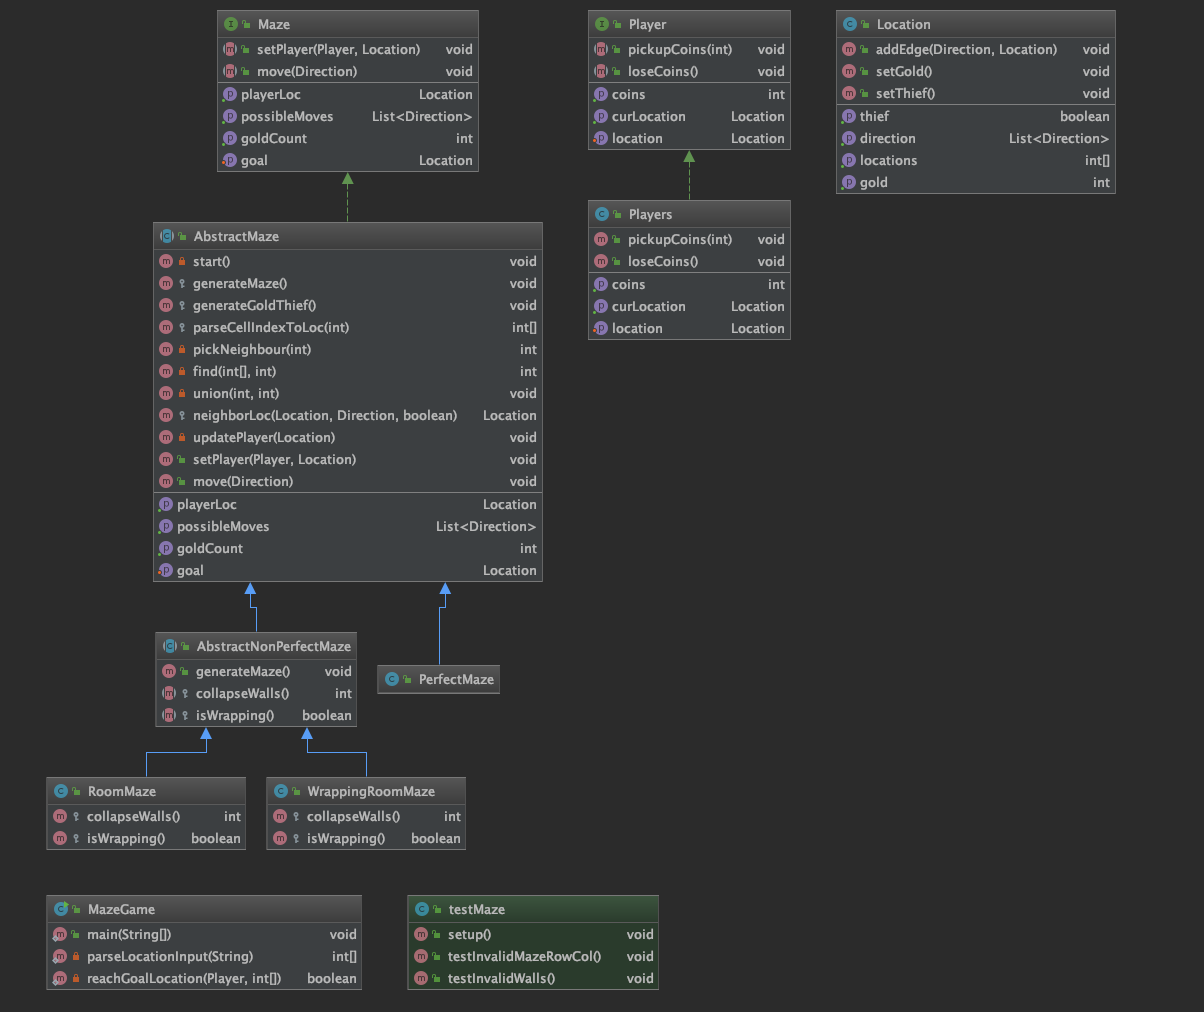 Maze
setPlayer(Player, Location) void
move(Direction) void
playerLoc Location
possibleMoves List<Direction>
goldCount int
goal Location
Player
pickupCoins(int) void
loseCoins() void
coins int
curLocation Location
location Location
Location
addEdge(Direction, Location) void
setGold() void
setThief() void
thief boolean
direction List<Direction>
locations int[]
gold int
Players
pickupCoins(int) void
loseCoins() void
coins int
curLocation Location
location Location
AbstractMaze
start() void
generateMaze() void
generateGoldThief() void
parseCellIndexToLoc(int) int[]
pickNeighbour(int) int
find(int[], int) int
union(int, int) void
neighborLoc(Location, Direction, boolean) Location
updatePlayer(Location) void
setPlayer(Player, Location) void
move(Direction) void
playerLoc Location
possibleMoves List<Direction>
goldCount int
goal Location
AbstractNonPerfectMaze
generateMaze() void
collapseWalls() int
isWrapping() boolean
PerfectMaze
RoomMaze
collapseWalls() int
isWrapping() boolean
WrappingRoomMaze
collapseWalls() int
isWrapping() boolean
MazeGame
main(String[]) void
parseLocationInput(String) int[]
reachGoalLocation(Player, int[]) boolean
testMaze
setup() void
testInvalidMazeRowCol() void
testInvalidWalls() void